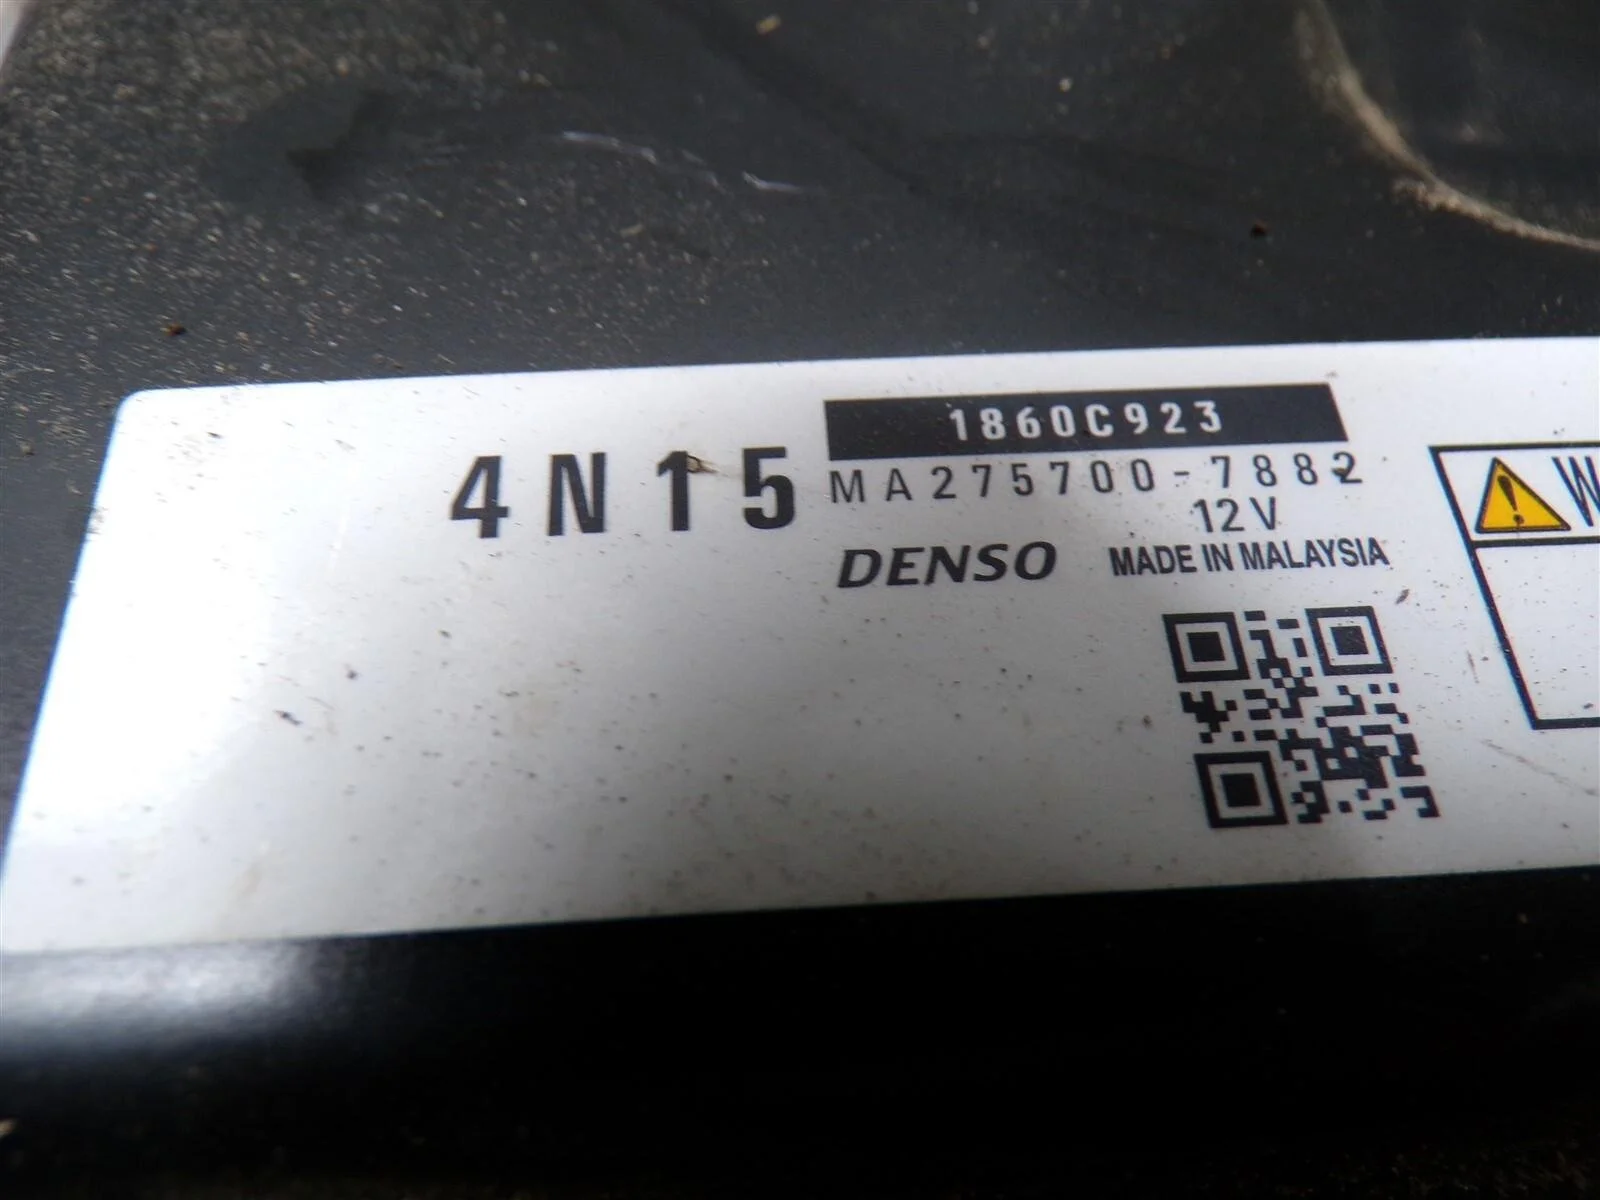 1860C923
4N15
MA275700-7882
12V
DENSO MADE IN MALAYSIA